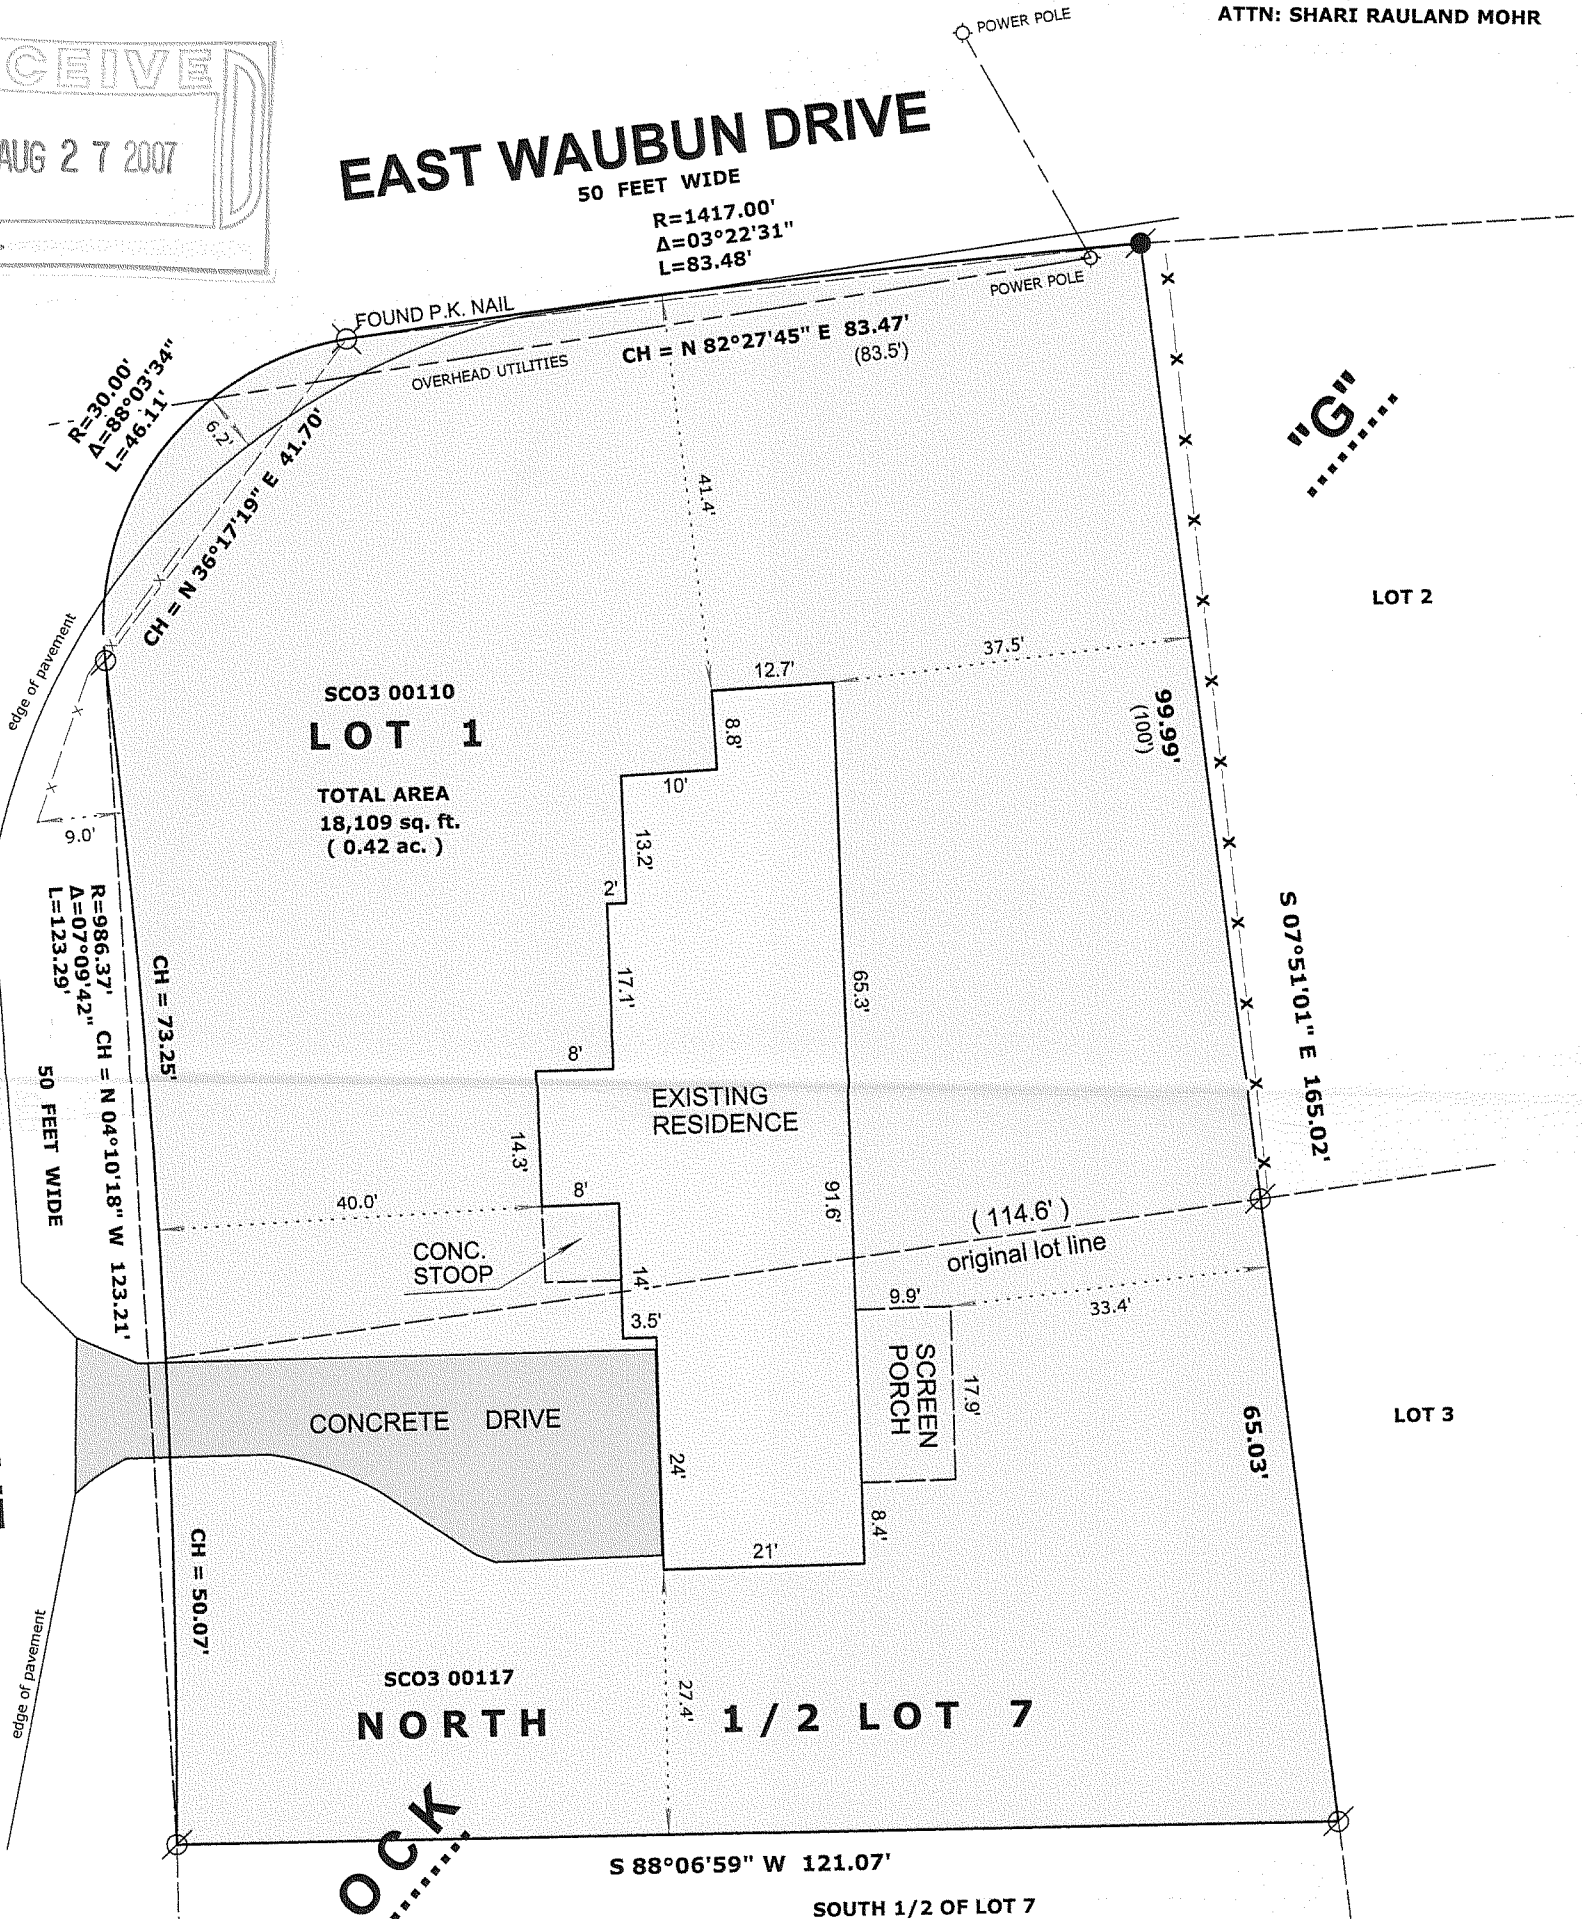 ATTN: SHARI RAULAND MOHR
POWER POLE
CEIVE
D
AUG 2 7 2007
EAST WAUBUN DRIVE
50 FEET WIDE
R=1417.00'
Δ=03°22'31"
L=83.48'
FOUND P.K. NAIL
POWER POLE
CH = N 82°27'45" E 83.47'
(83.5')
OVERHEAD UTILITIES
R=30.00'
Δ=88°03'34"
L=46.11'
6.2'
CH = N 36°17'19" E 41.70'
41.4'
"G"
LOT 2
edge of pavement
37.5'
12.7'
SCO3 00110
LOT 1
8.8'
99.99'
(100')
10'
TOTAL AREA
18,109 sq. ft.
( 0.42 ac. )
9.0'
13.2'
2'
R=986.37'
Δ=07°09'42"
L=123.29'
CH = N 04°10'18" W 123.21'
CH = 73.25'
17.1'
65.3'
S 07°51'01" E 165.02'
8'
50 FEET WIDE
EXISTING
RESIDENCE
14.3'
8'
40.0'
91.6'
( 114.6' )
original lot line
CONC.
STOOP
14'
3.5'
9.9'
33.4'
SCREEN
PORCH
17.9'
CONCRETE DRIVE
24'
65.03'
LOT 3
8.4'
21'
CH = 50.07'
edge of pavement
SCO3 00117
NORTH 1/2 LOT 7
27.4'
OCK
S 88°06'59" W 121.07'
SOUTH 1/2 OF LOT 7